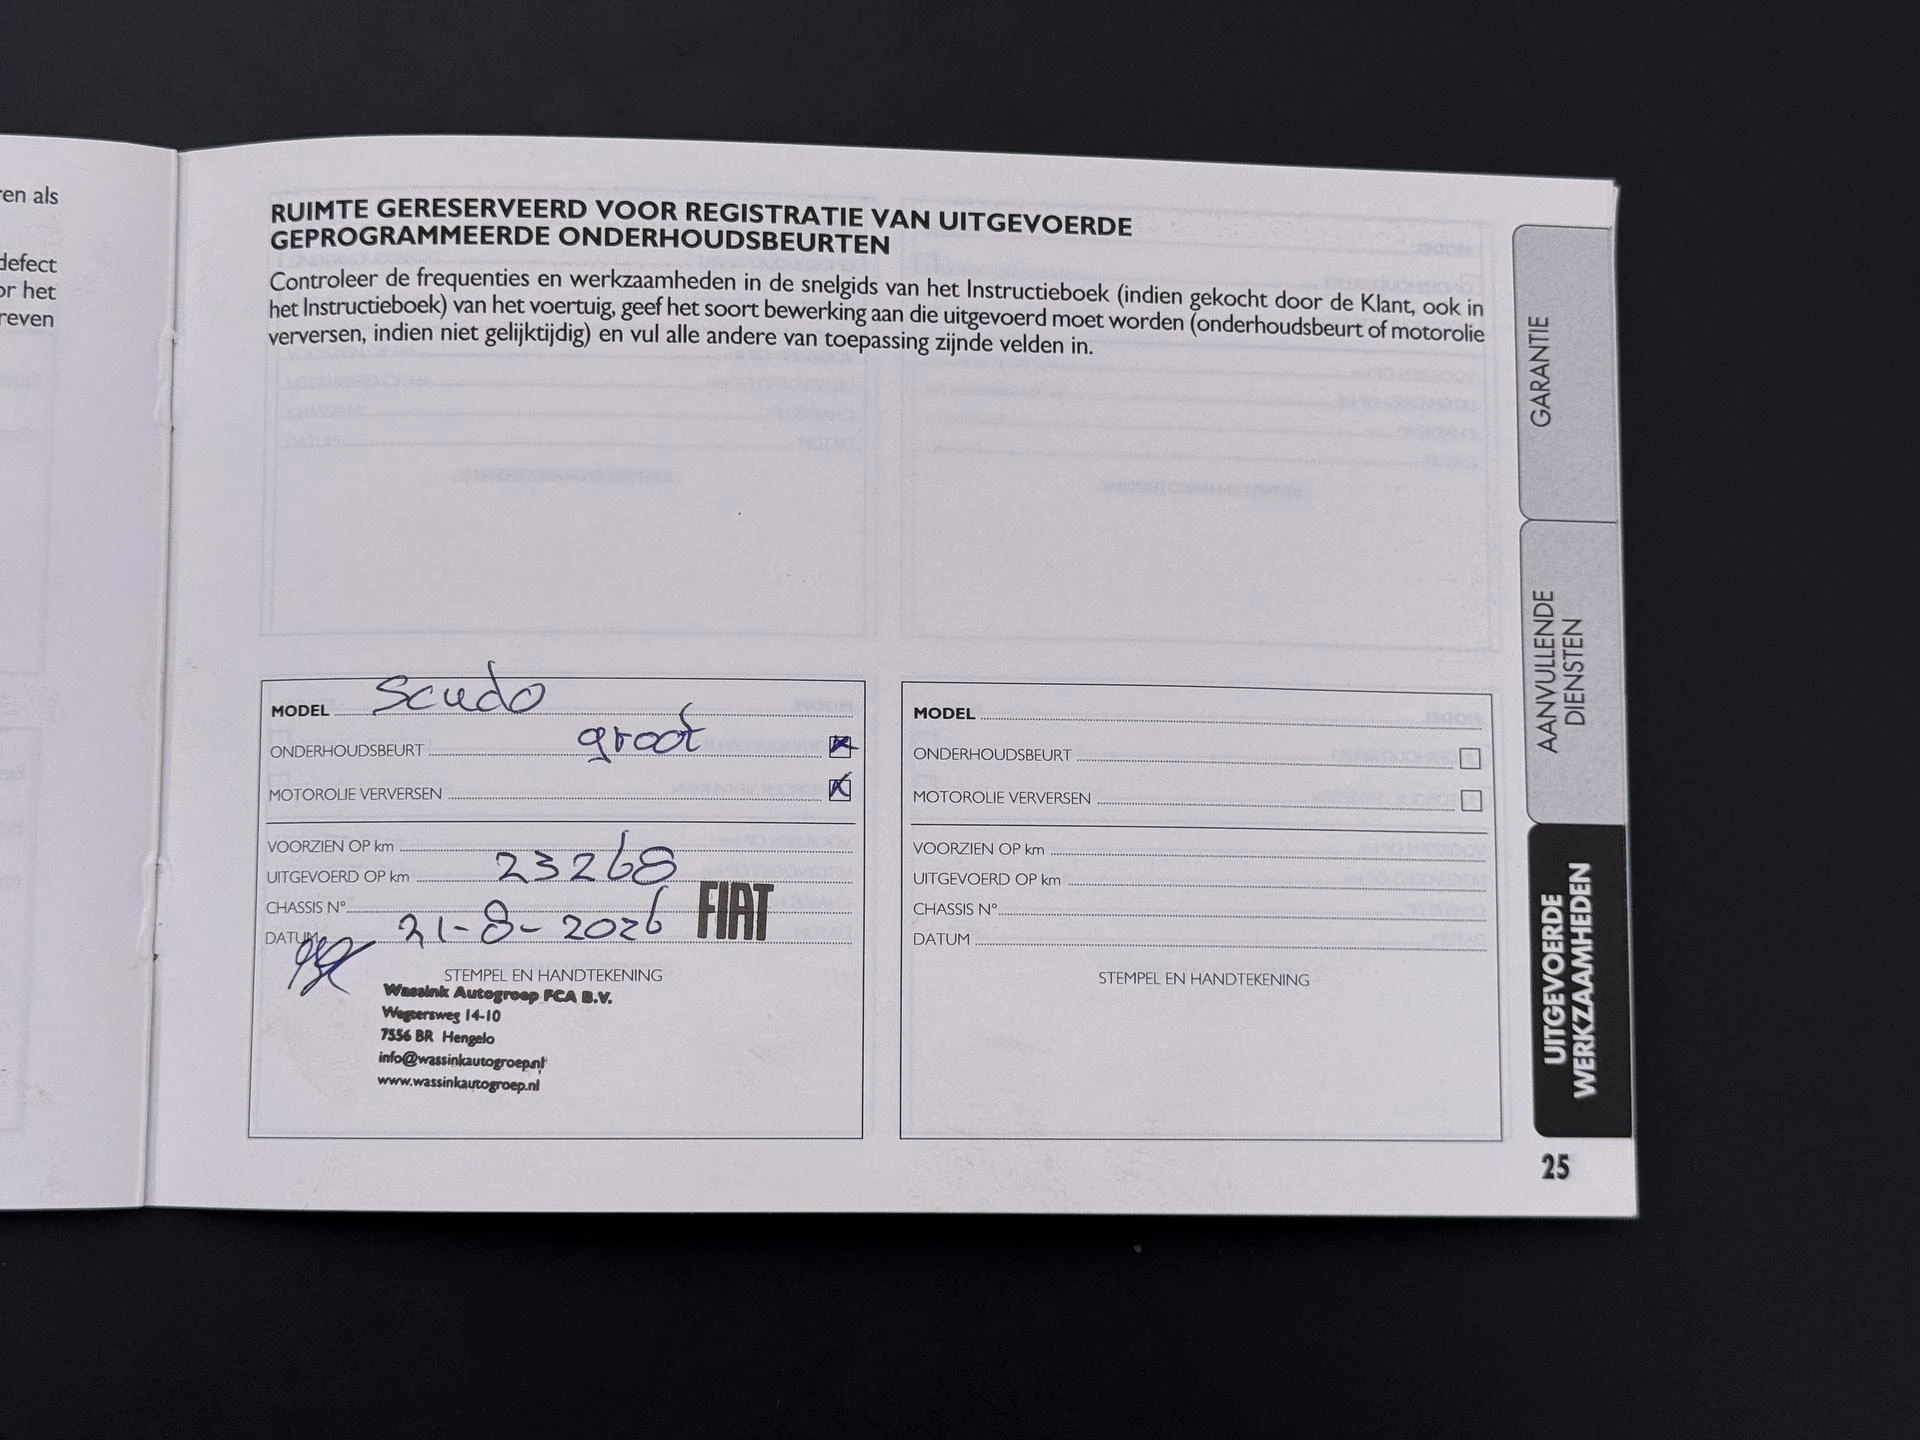 en als
defect
or het
reven
RUIMTE GERESERVEERD VOOR REGISTRATIE VAN UITGEVOERDE
GEPROGRAMMEERDE ONDERHOUDSBEURTEN
Controleer de frequenties en werkzaamheden in de snelgids van het Instructieboek (indien gekocht door de Klant, ook in
het Instructieboek) van het voertuig, geef het soort bewerking aan die uitgevoerd moet worden (onderhoudsbeurt of motorolie
verversen, indien niet gelijktijdig) en vul alle andere van toepassing zijnde velden in.
MODEL Scudo
ONDERHOUDSBEURT groot
MOTOROLIE VERVERSEN
VOORZIEN OP km
UITGEVOERD OP km 23268
CHASSIS N°
DATUM 21-8-2026
FIAT
STEMPEL EN HANDTEKENING
Wassink Autogroep FCA B.V.
Wegtersweg 14-10
7556 BR Hengelo
info@wassinkautogroep.nl
www.wassinkautogroep.nl
MODEL
ONDERHOUDSBEURT
MOTOROLIE VERVERSEN
VOORZIEN OP km
UITGEVOERD OP km
CHASSIS N°
DATUM
STEMPEL EN HANDTEKENING
GARANTIE
AANVULLENDE
DIENSTEN
UITGEVOERDE
WERKZAAMHEDEN
25